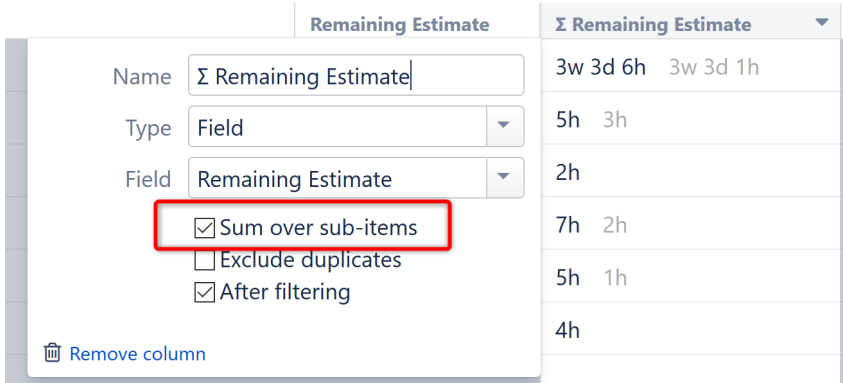 Remaining Estimate Σ Remaining Estimate
Name Σ Remaining Estimate 3w 3d 6h 3w 3d 1h
Type Field 5h 3h
Field Remaining Estimate 2h
Sum over sub-items 7h 2h
Exclude duplicates
After filtering 5h 1h
4h
Remove column